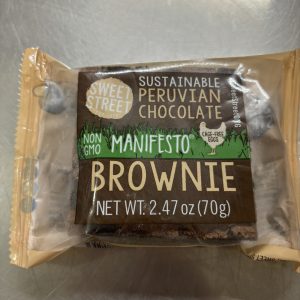 SWEET
STREET
SUSTAINABLE
PERUVIAN
CHOCOLATE
NON
GMO
MANIFESTO
CAGE-FREE
EGGS
BROWNIE
NET WT. 2.47 oz (70g)